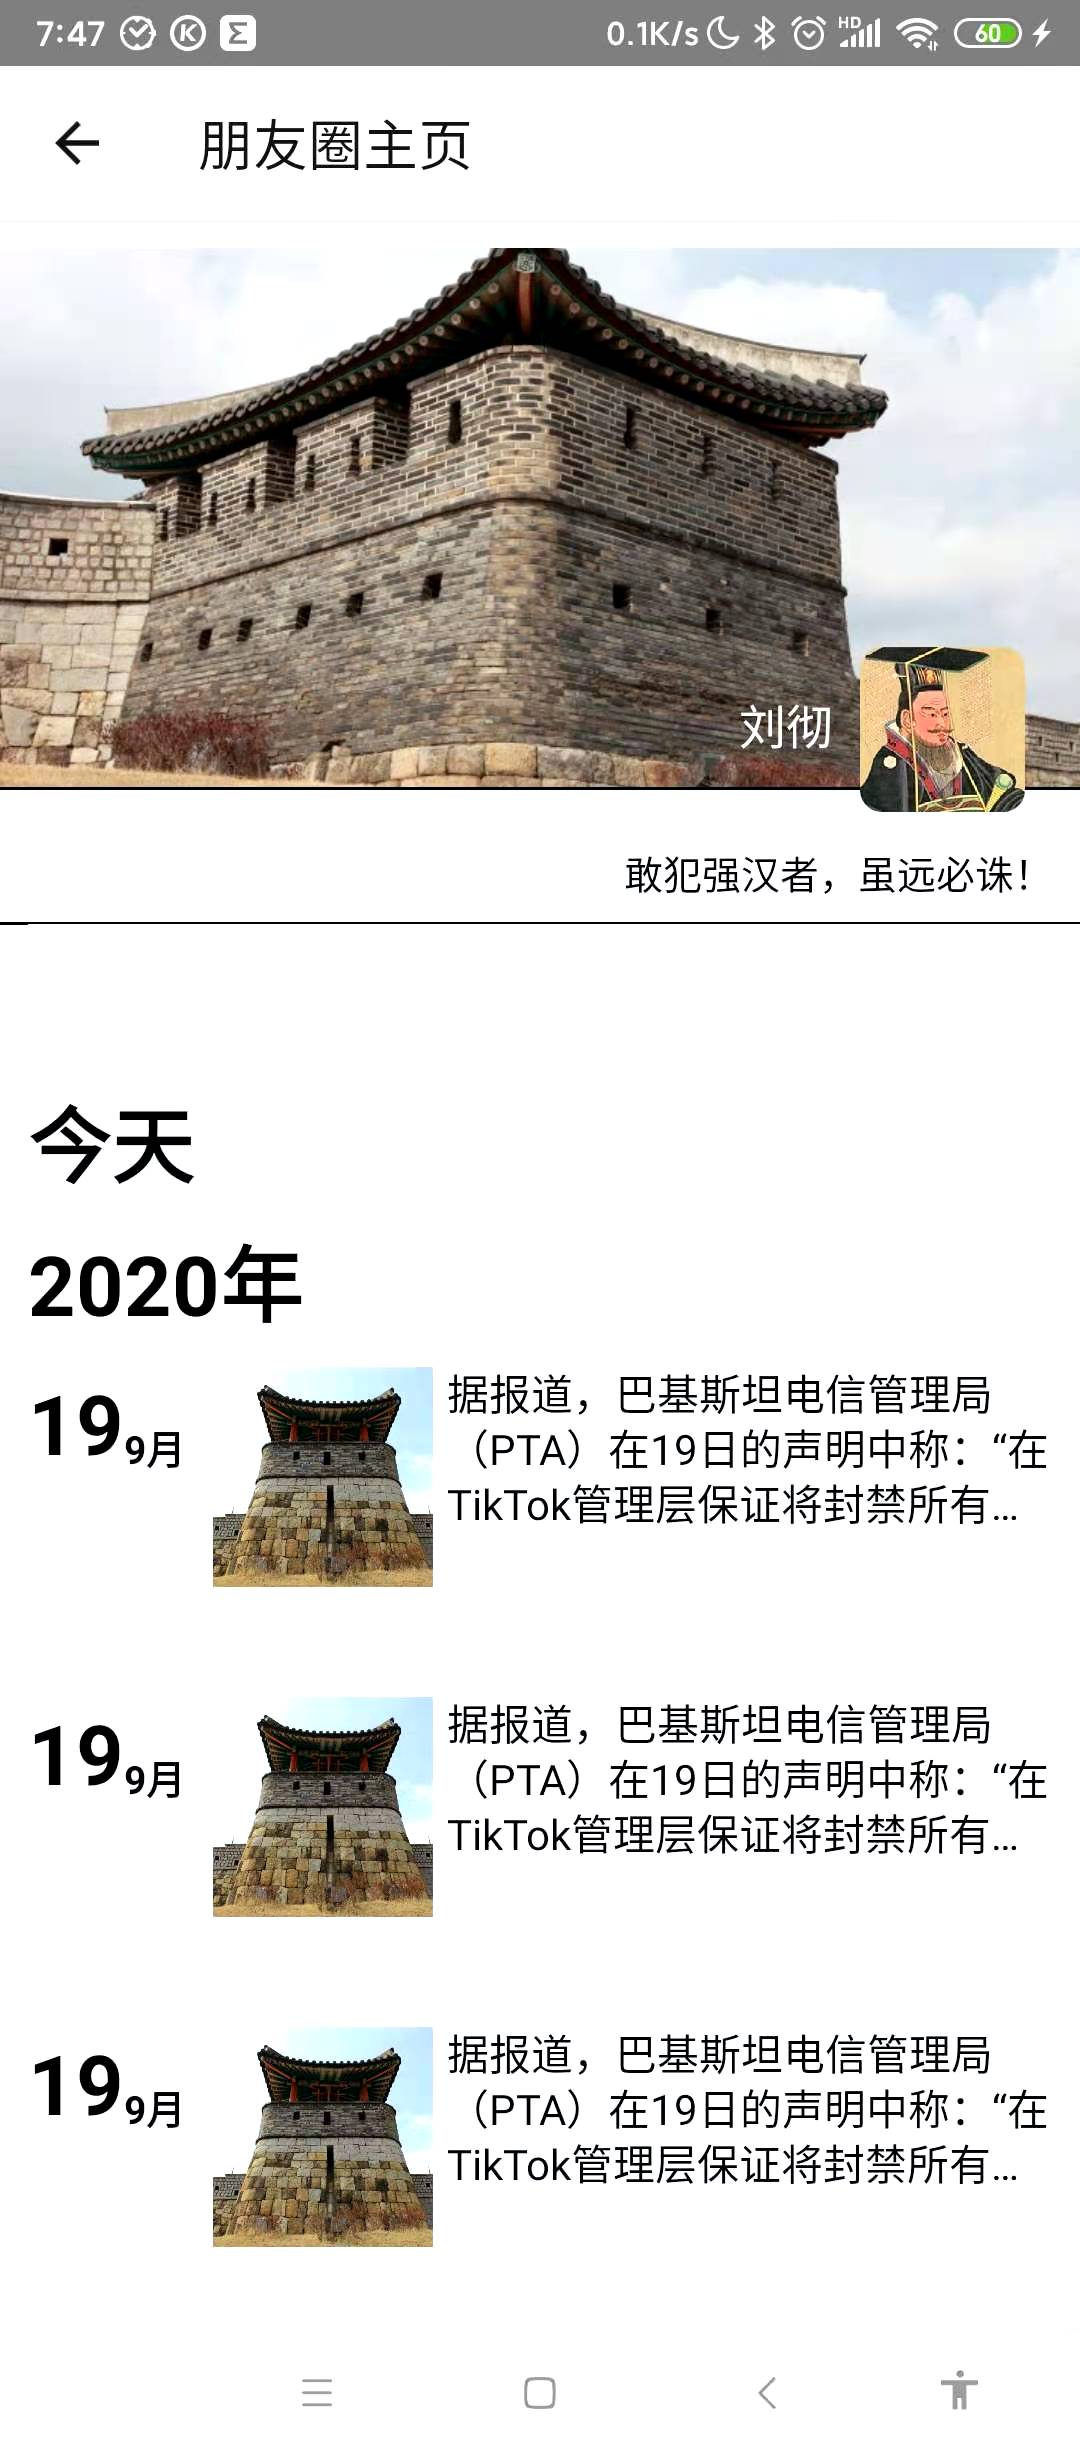 7:47
0.1K/s HD 60
朋友圈主页
刘彻
敢犯强汉者，虽远必诛！
今天
2020年
19 9月
据报道，巴基斯坦电信管理局
（PTA）在19日的声明中称：“在
TikTok管理层保证将封禁所有...
19 9月
据报道，巴基斯坦电信管理局
（PTA）在19日的声明中称：“在
TikTok管理层保证将封禁所有...
19 9月
据报道，巴基斯坦电信管理局
（PTA）在19日的声明中称：“在
TikTok管理层保证将封禁所有...